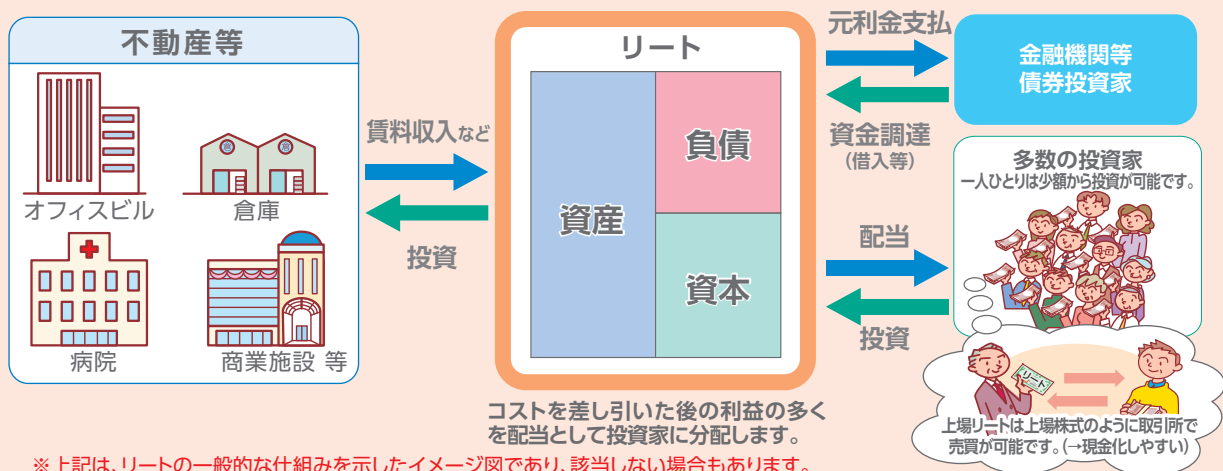 不動産等
オフィスビル
倉
倉
倉庫
病院
商業施設 等
賃料収入など
投資
リート
資産
負債
資本
コストを差し引いた後の利益の多く
を配当として投資家に分配します。
元利金支払
資金調達
(借入等)
金融機関等
債券投資家
配当
投資
多数の投資家
一人ひとりは少額から投資が可能です。
リート
上場リートは上場株式のように取引所で
売買が可能です。(→現金化しやすい)
※上記は、リートの一般的な仕組みを示したイメージ図であり、該当しない場合もあります。